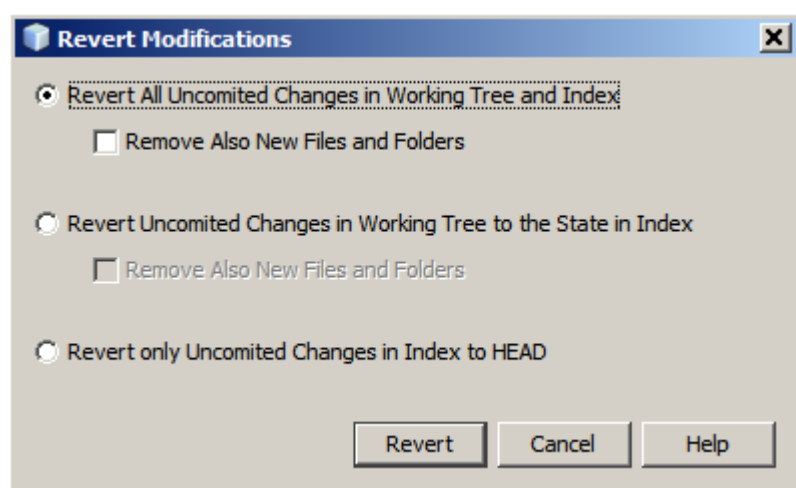 Revert Modifications
Revert All Uncomited Changes in Working Tree and Index
Remove Also New Files and Folders
Revert Uncomited Changes in Working Tree to the State in Index
Remove Also New Files and Folders
Revert only Uncomited Changes in Index to HEAD
Revert Cancel Help